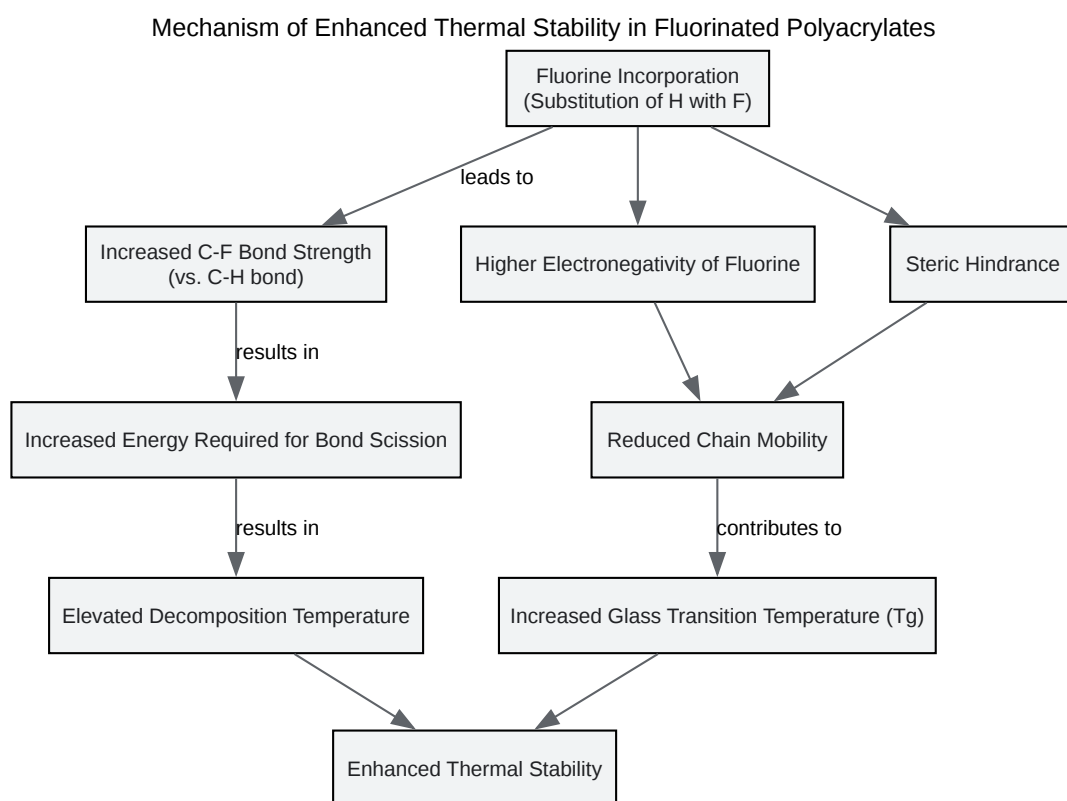 Mechanism of Enhanced Thermal Stability in Fluorinated Polyacrylates
Fluorine Incorporation
(Substitution of H with F)
leads to
Increased C-F Bond Strength
(vs. C-H bond)
Higher Electronegativity of Fluorine
Steric Hindrance
results in
Increased Energy Required for Bond Scission
Reduced Chain Mobility
results in
contributes to
Elevated Decomposition Temperature
Increased Glass Transition Temperature (Tg)
Enhanced Thermal Stability